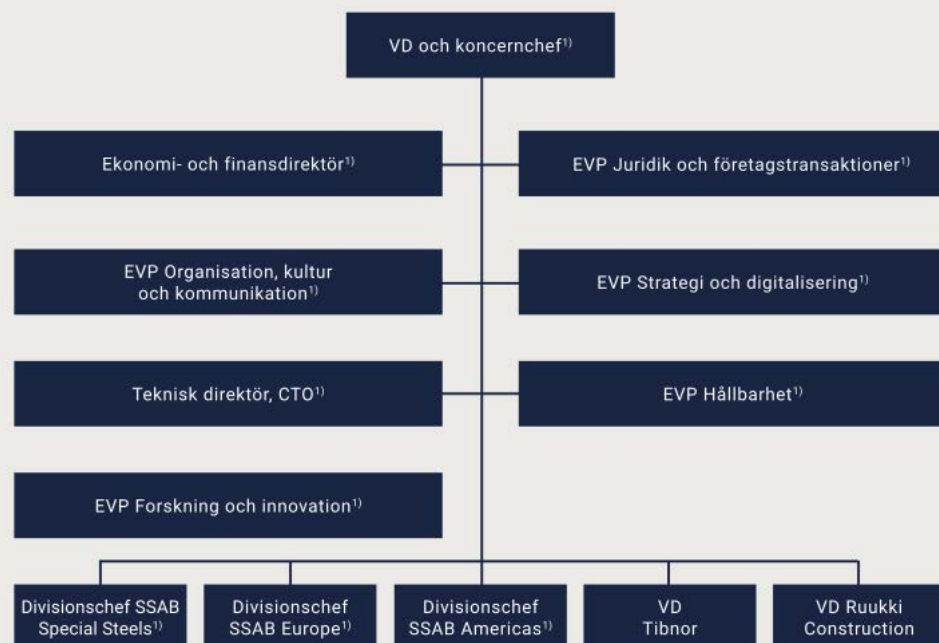 VD och koncernchef¹⁾
Ekonomi- och finansdirektör¹⁾
EVP Juridik och företagstransaktioner¹⁾
EVP Organisation, kultur
och kommunikation¹⁾
EVP Strategi och digitalisering¹⁾
Teknisk direktör, CTO¹⁾
EVP Hållbarhet¹⁾
EVP Forskning och innovation¹⁾
Divisionschef SSAB
Special Steels¹⁾
Divisionschef
SSAB Europe¹⁾
Divisionschef
SSAB Americas¹⁾
VD
Tibnor
VD Ruukki
Construction